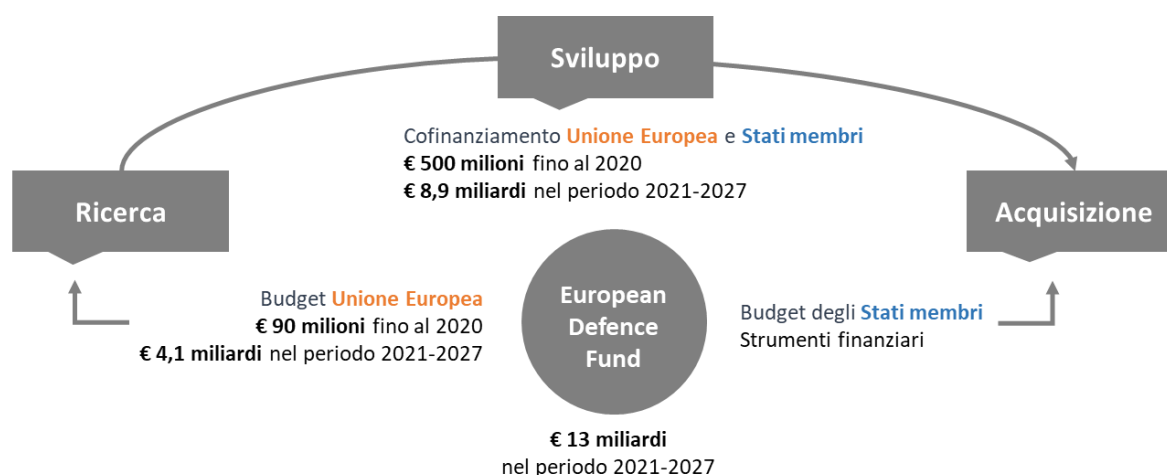 Sviluppo
Cofinanziamento Unione Europea e Stati membri
€ 500 milioni fino al 2020
€ 8,9 miliardi nel periodo 2021-2027
Ricerca
Acquisizione
Budget Unione Europea
€ 90 milioni fino al 2020
€ 4,1 miliardi nel periodo 2021-2027
European
Defence
Fund
Budget degli Stati membri
Strumenti finanziari
€ 13 miliardi
nel periodo 2021-2027